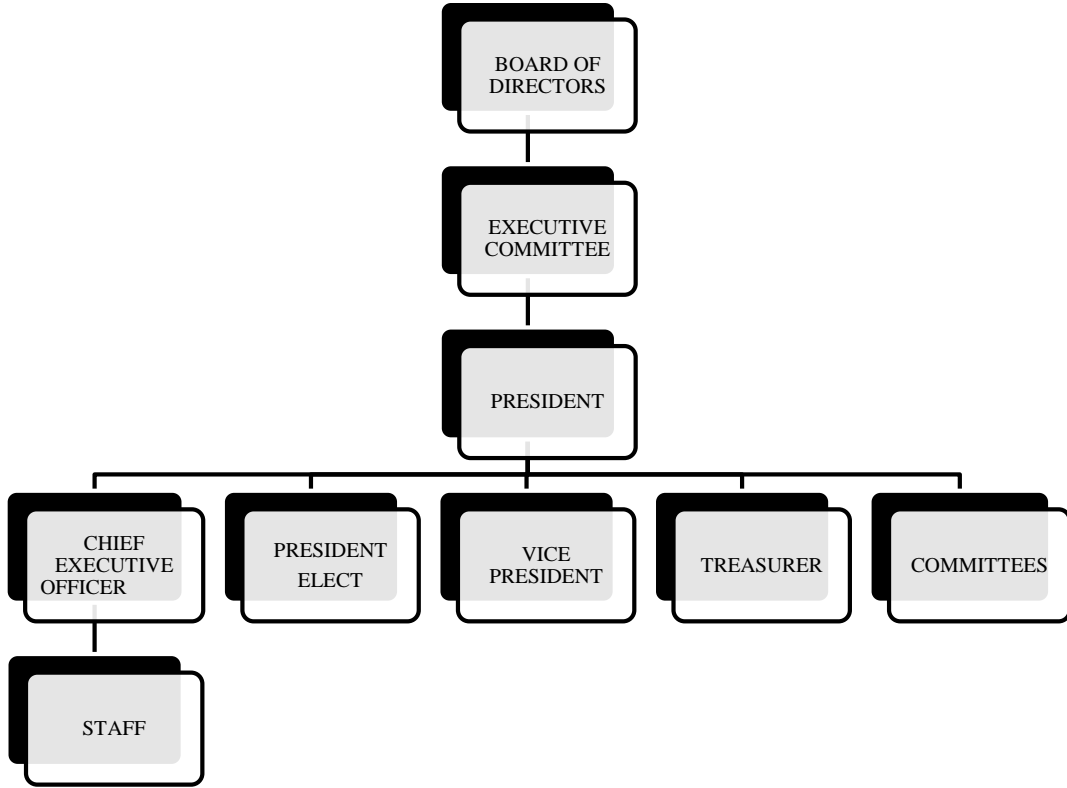 BOARD OF
DIRECTORS
EXECUTIVE
COMMITTEE
PRESIDENT
CHIEF
EXECUTIVE
OFFICER
PRESIDENT
ELECT
VICE
PRESIDENT
TREASURER
COMMITTEES
STAFF